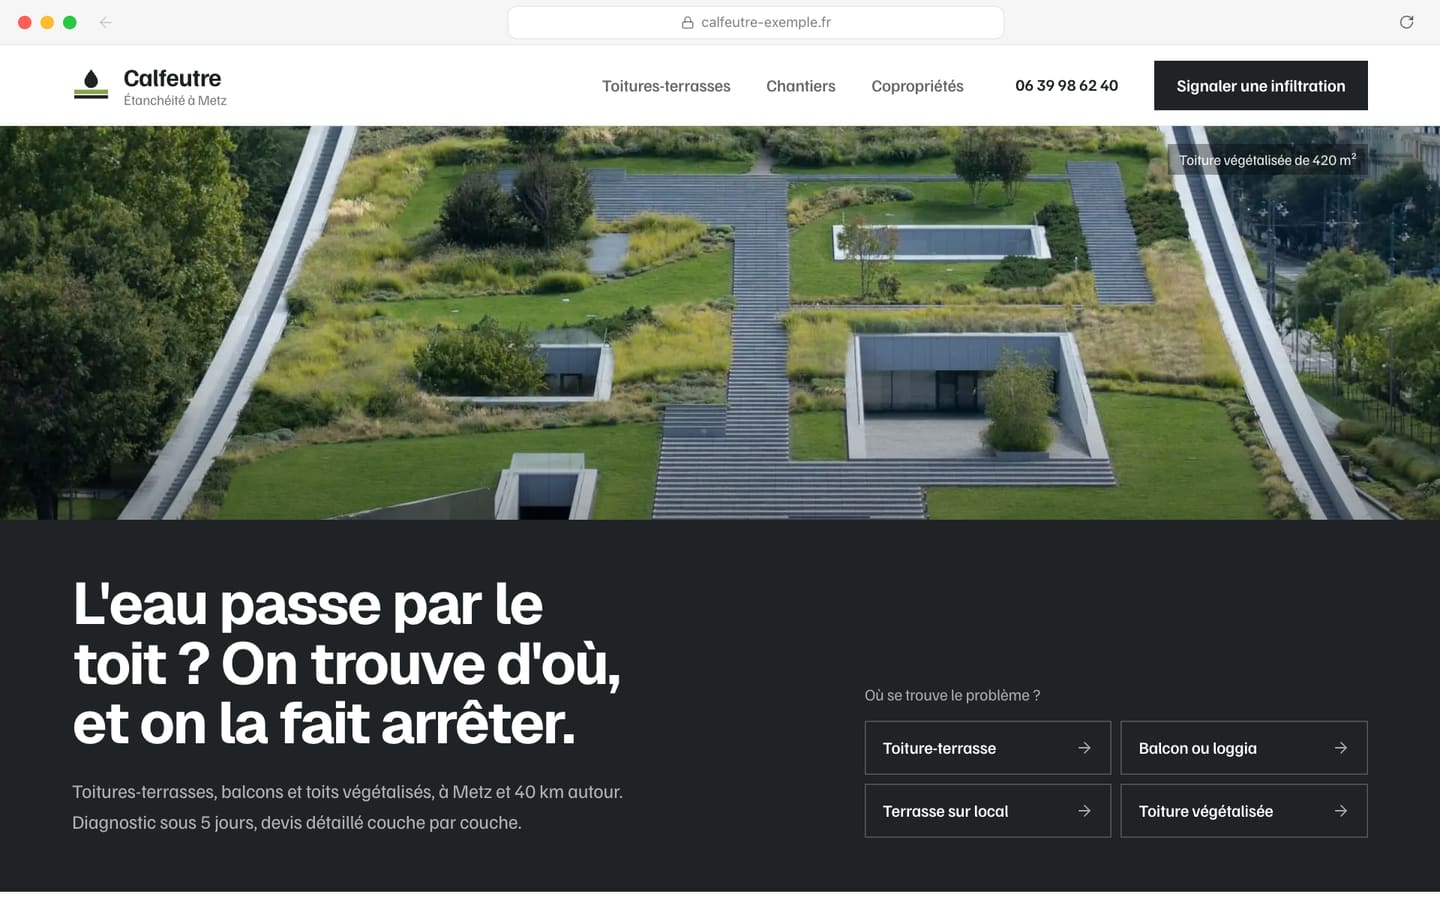 calfeutre-exemple.fr
Calfeutre
Étanchéité à Metz
Toitures-terrasses
Chantiers
Copropriétés
06 39 98 62 40
Signaler une infiltration
Toiture végétalisée de 420 m²
L'eau passe par le
toit ? On trouve d'où,
et on la fait arrêter.
Toitures-terrasses, balcons et toits végétalisés, à Metz et 40 km autour.
Diagnostic sous 5 jours, devis détaillé couche par couche.
Où se trouve le problème ?
Toiture-terrasse
Balcon ou loggia
Terrasse sur local
Toiture végétalisée